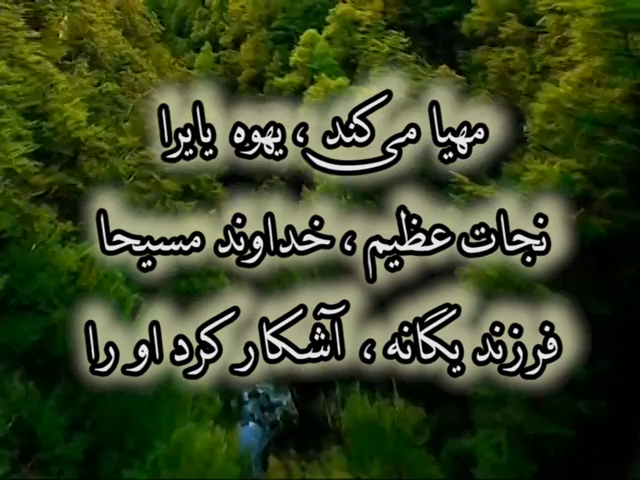 مهیا می‌کند ، یهوه یایرا
نجات عظیم ، خداوند مسیحا
فرزند یگانه ، آشکار کرد او را